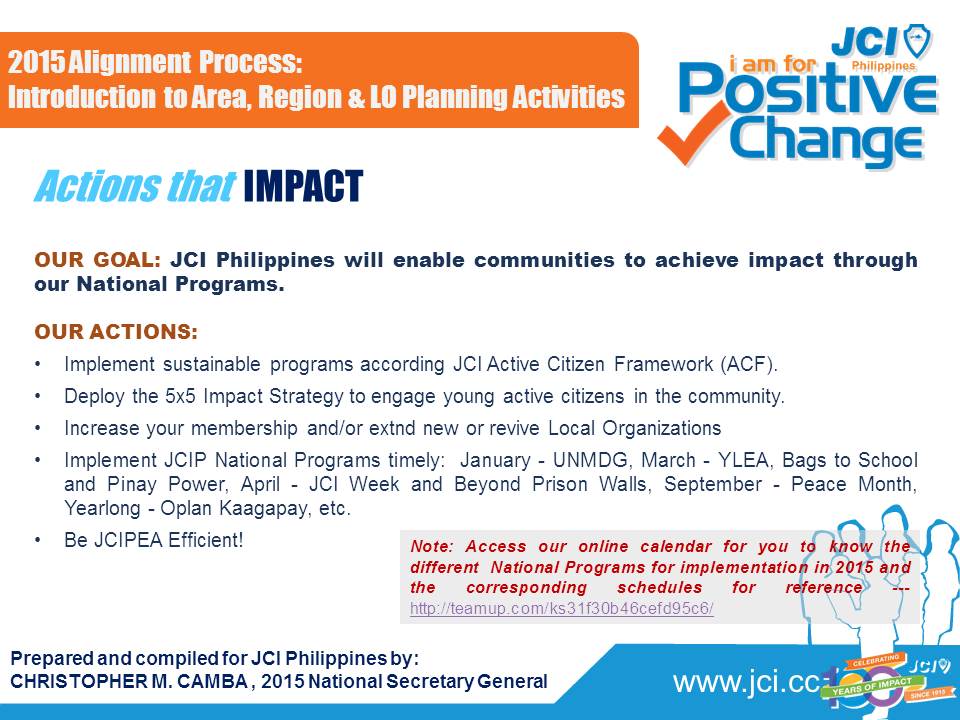 2015 Alignment Process:
Introduction to Area, Region & LO Planning Activities
JCI
Philippines
i am for
Positive
Change
Actions that IMPACT
OUR GOAL: JCI Philippines will enable communities to achieve impact through
our National Programs.
OUR ACTIONS:
• Implement sustainable programs according JCI Active Citizen Framework (ACF).
• Deploy the 5x5 Impact Strategy to engage young active citizens in the community.
• Increase your membership and/or extnd new or revive Local Organizations
• Implement JCIP National Programs timely: January - UNMDG, March - YLEA, Bags to School
and Pinay Power, April - JCI Week and Beyond Prison Walls, September - Peace Month,
Yearlong - Oplan Kaagapay, etc.
• Be JCIPEA Efficient!
Note: Access our online calendar for you to know the
different National Programs for implementation in 2015 and
the corresponding schedules for reference ---
http://teamup.com/ks31f30b46cefd95c6/
Prepared and compiled for JCI Philippines by:
CHRISTOPHER M. CAMBA , 2015 National Secretary General
www.jci.cc
100
CELEBRATING
YEARS OF IMPACT
JCI
SINCE 1915